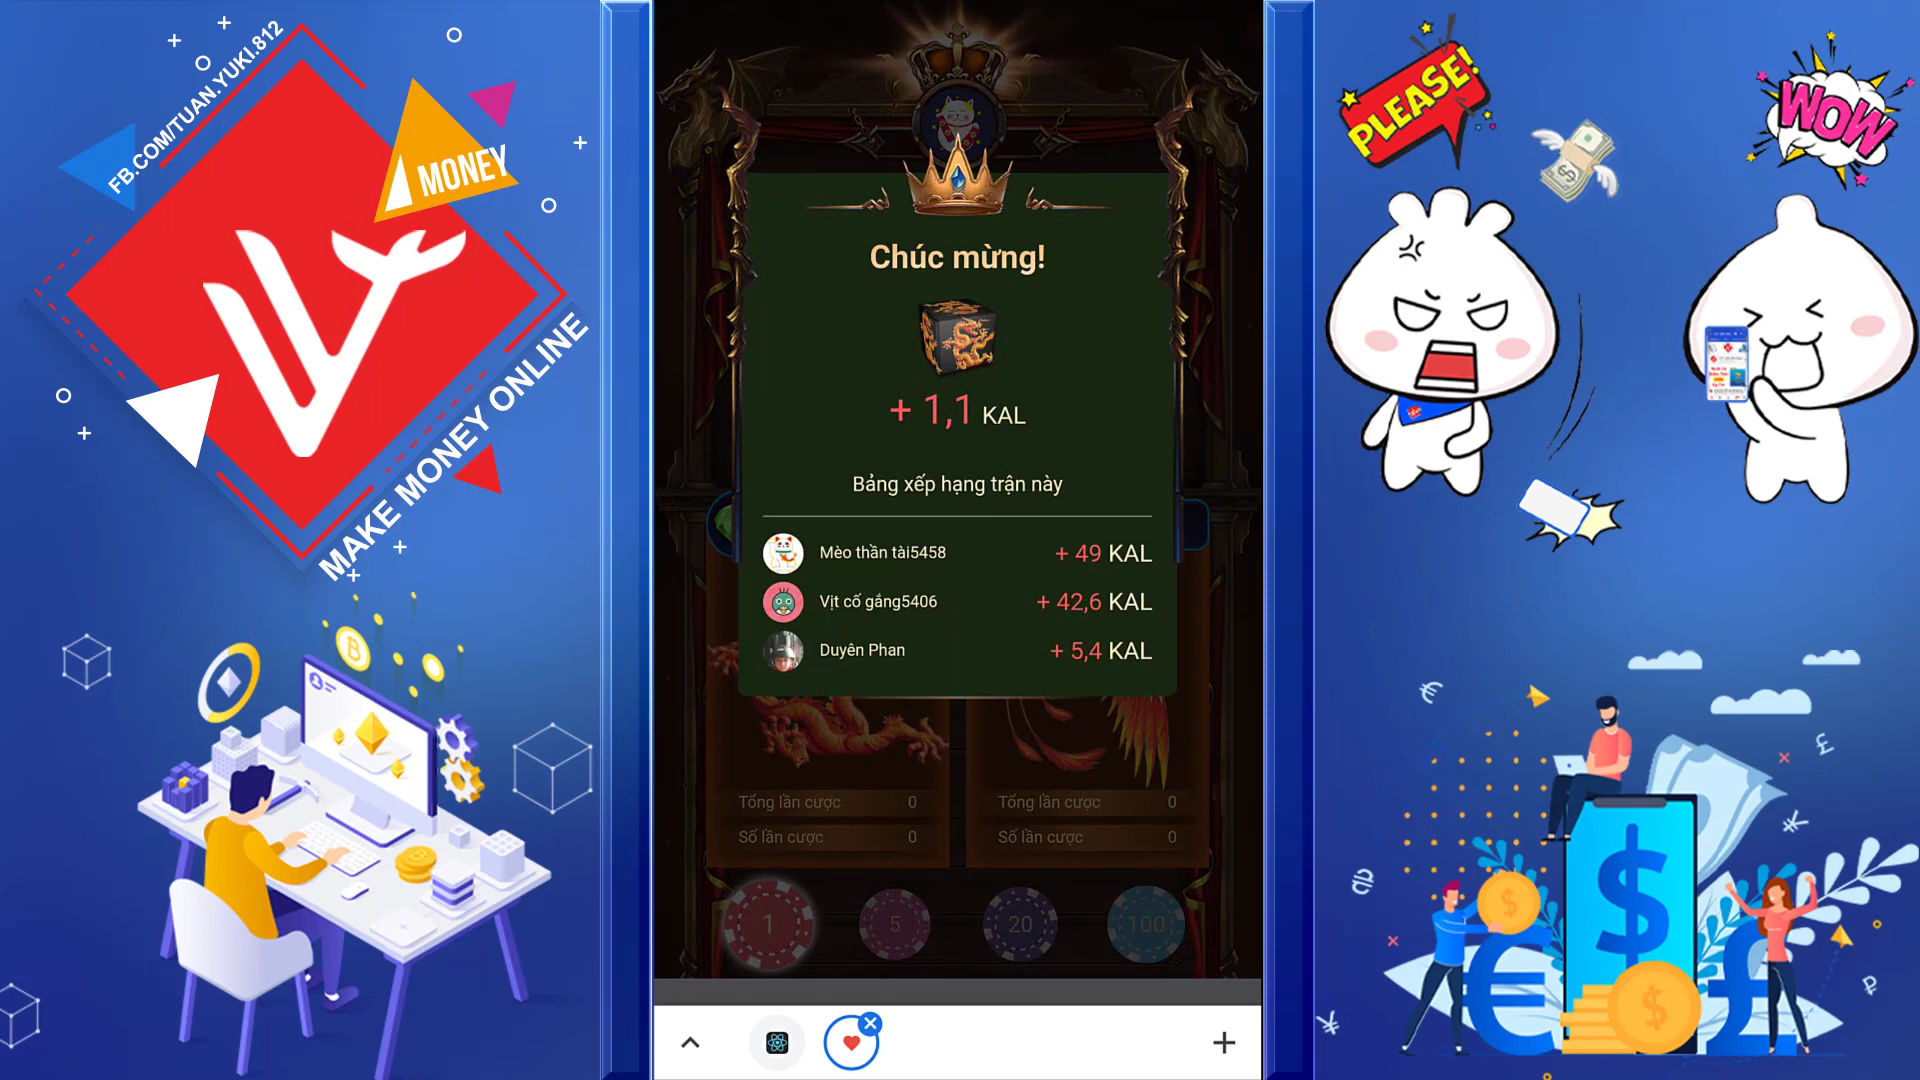 FB.COM/TUAN.YUKI.812
MONEY
MAKE MONEY ONLINE
Chúc mừng!
+ 1,1 KAL
Bảng xếp hạng trận này
Mèo thần tài5458 + 49 KAL
Vịt cố gắng5406 + 42,6 KAL
Duyên Phan + 5,4 KAL
Tổng lần cược 0
Số lần cược 0
Tổng lần cược 0
Số lần cược 0
1 5 20 100
PLEASE!
WOW